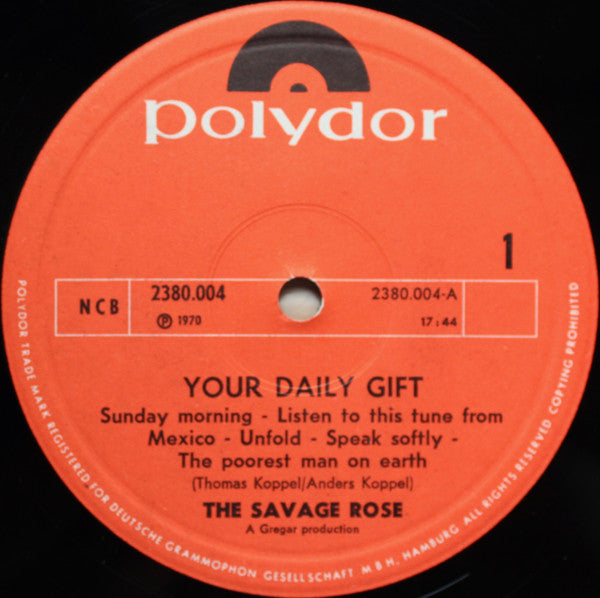 polydor
1
NCB
2380.004
℗ 1970
2380.004-A
17:44
YOUR DAILY GIFT
Sunday morning - Listen to this tune from
Mexico - Unfold - Speak softly -
The poorest man on earth
(Thomas Koppel/Anders Koppel)
THE SAVAGE ROSE
A Gregar production
POLYDOR TRADE MARK REGISTERED FOR DEUTSCHE GRAMMOPHON GESELLSCHAFT MBH. HAMBURG ALL RIGHTS RESERVED COPYING PROHIBITED